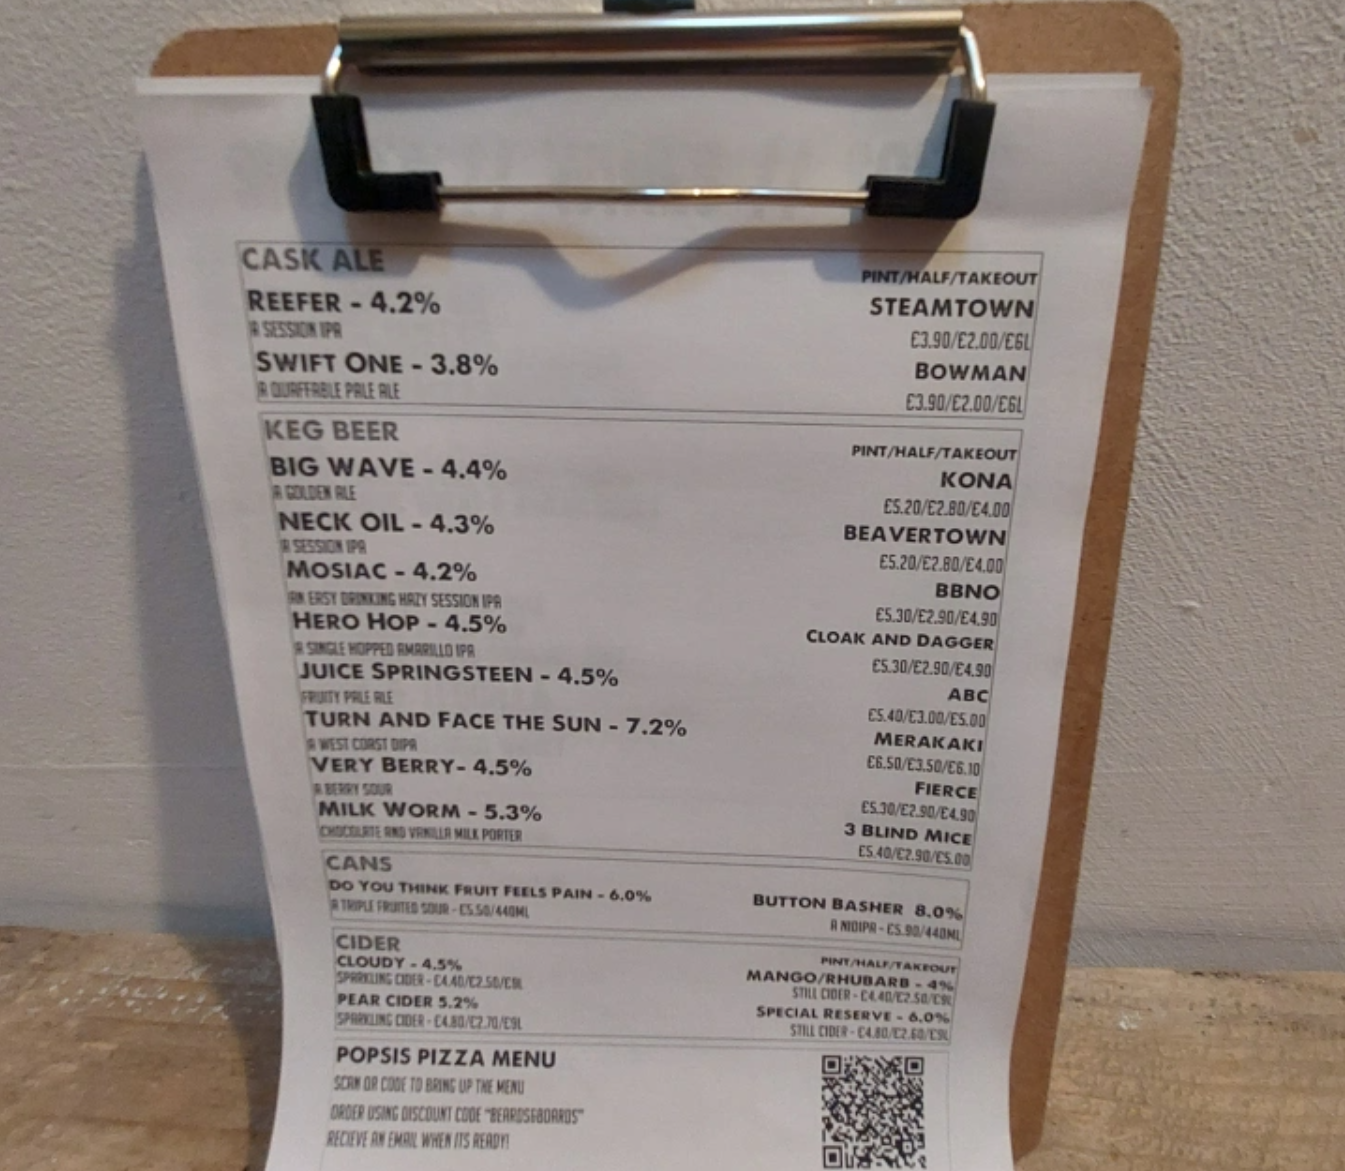 CASK ALE
PINT/HALF/TAKEOUT
REEFER - 4.2% STEAMTOWN
A SESSION IPA £3.90/£2.00/£6L
SWIFT ONE - 3.8% BOWMAN
A QUAFFABLE PALE ALE £3.90/£2.00/£6L
KEG BEER
PINT/HALF/TAKEOUT
BIG WAVE - 4.4% KONA
A GOLDEN ALE £5.20/£2.80/£4.00
NECK OIL - 4.3% BEAVERTOWN
A SESSION IPA £5.20/£2.80/£4.00
MOSIAC - 4.2% BBNO
AN EASY DRINKING HAZY SESSION IPA £5.30/£2.90/£4.90
HERO HOP - 4.5% CLOAK AND DAGGER
A SINGLE HOPPED AMARILLO IPA £5.30/£2.90/£4.90
JUICE SPRINGSTEEN - 4.5% ABC
FRUITY PALE ALE £5.40/£3.00/£5.00
TURN AND FACE THE SUN - 7.2% MERAKAKI
A WEST COAST DIPA £6.50/£3.50/£6.10
VERY BERRY- 4.5% FIERCE
A BERRY SOUR £5.30/£2.90/£4.90
MILK WORM - 5.3% 3 BLIND MICE
CHOCOLATE AND VANILLA MILK PORTER £5.40/£2.90/£5.00
CANS
DO YOU THINK FRUIT FEELS PAIN - 6.0% BUTTON BASHER 8.0%
A TRIPLE FRUITED SOUR - £5.50/440ML A NIDIPA - £5.90/440ML
CIDER
PINT/HALF/TAKEOUT
CLOUDY - 4.5% MANGO/RHUBARB - 4%
SPARKLING CIDER - £4.40/£2.50/£9L STILL CIDER - £4.40/£2.50/£9L
PEAR CIDER 5.2% SPECIAL RESERVE - 6.0%
SPARKLING CIDER - £4.80/£2.70/£9L STILL CIDER - £4.80/£2.60/£9L
POPSIS PIZZA MENU
SCAN QR CODE TO BRING UP THE MENU
ORDER USING DISCOUNT CODE "BEARDS&BOARDS"
RECIEVE AN EMAIL WHEN ITS READY!